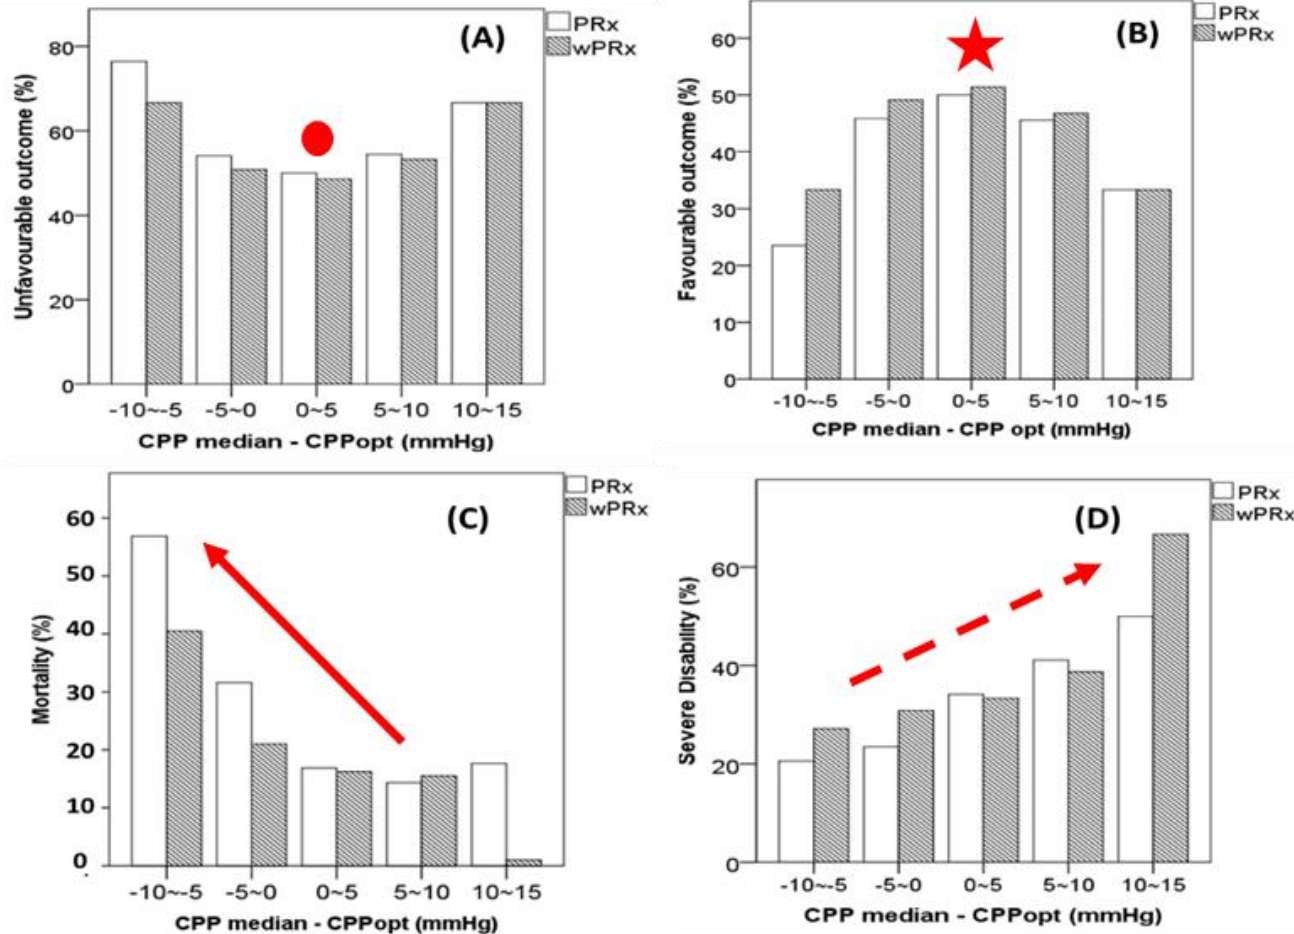 (A)
PRx
wPRx
Unfavourable outcome (%)
80
60
40
20
0
-10~-5 -5~0 0~5 5~10 10~15
CPP median - CPPopt (mmHg)
(B)
PRx
wPRx
Favourable outcome (%)
60
50
40
30
20
10
0
-10~-5 -5~0 0~5 5~10 10~15
CPP median - CPP opt (mmHg)
(C)
PRx
wPRx
Mortality (%)
60
50
40
30
20
10
0
-10~-5 -5~0 0~5 5~10 10~15
CPP median - CPPopt (mmHg)
(D)
PRx
wPRx
Severe Disability (%)
60
40
20
0
-10~-5 -5~0 0~5 5~10 10~15
CPP median - CPPopt (mmHg)